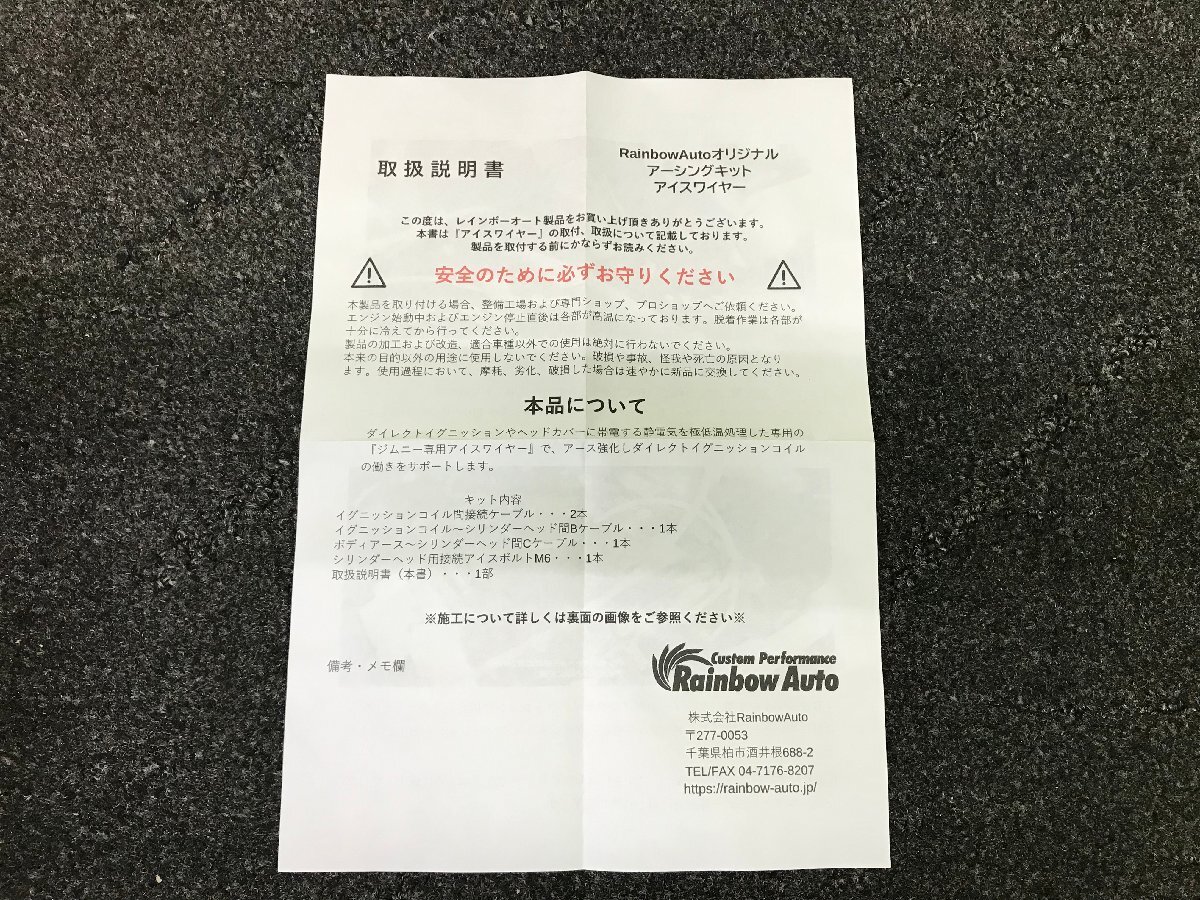 取扱説明書
RainbowAutoオリジナル
アーシングキット
アイスワイヤー
この度は、レインボーオート製品をお買い上げ頂きありがとうございます。
本書は『アイスワイヤー』の取付、取扱について記載しております。
製品を取付する前にかならずお読みください。
安全のために必ずお守りください
本製品を取り付ける場合、整備工場および専門ショップ、プロショップへご依頼ください。
エンジン始動中およびエンジン停止直後は各部が高温になっております。脱着作業は各部が
十分に冷えてから行ってください。
製品の加工および改造、適合車種以外での使用は絶対に行わないでください。
本来の目的以外の用途に使用しないでください。破損や事故、怪我や死亡の原因となり
ます。使用過程において、摩耗、劣化、破損した場合は速やかに新品に交換してください。
本品について
ダイレクトイグニッションやヘッドカバーに帯電する静電気を極低温処理した専用の
『ジムニー専用アイスワイヤー』で、アース強化しダイレクトイグニッションコイル
の働きをサポートします。
キット内容
イグニッションコイル間接続ケーブル・・・2本
イグニッションコイル～シリンダーヘッド間Bケーブル・・・1本
ボディアース～シリンダーヘッド間Cケーブル・・・1本
シリンダーヘッド用接続アイスボルトM6・・・1本
取扱説明書（本書）・・・1部
※施工について詳しくは裏面の画像をご参照ください※
備考・メモ欄
Custom Performance
Rainbow Auto
株式会社RainbowAuto
〒277-0053
千葉県柏市酒井根688-2
TEL/FAX 04-7176-8207
https://rainbow-auto.jp/